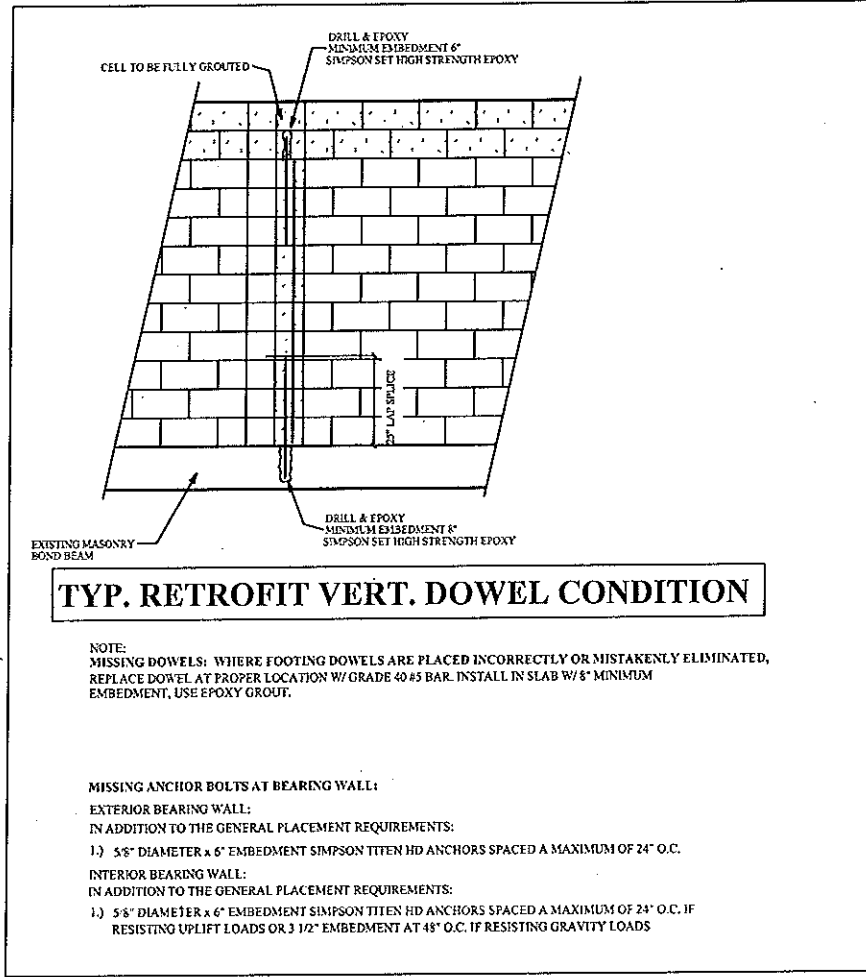 DRILL & EPOXY
MINIMUM EMBEDMENT 6"
SIMPSON SET HIGH STRENGTH EPOXY
CELL TO BE FULLY GROUTED
25" LAP SPLICE
DRILL & EPOXY
MINIMUM EMBEDMENT 8"
SIMPSON SET HIGH STRENGTH EPOXY
EXISTING MASONRY
BOND BEAM
TYP. RETROFIT VERT. DOWEL CONDITION
NOTE:
MISSING DOWELS: WHERE FOOTING DOWELS ARE PLACED INCORRECTLY OR MISTAKENLY ELIMINATED,
REPLACE DOWEL AT PROPER LOCATION W/ GRADE 40 #5 BAR. INSTALL IN SLAB W/ 8" MINIMUM
EMBEDMENT, USE EPOXY GROUT.
MISSING ANCHOR BOLTS AT BEARING WALL:
EXTERIOR BEARING WALL:
IN ADDITION TO THE GENERAL PLACEMENT REQUIREMENTS:
1.) 5/8" DIAMETER x 6" EMBEDMENT SIMPSON TITEN HD ANCHORS SPACED A MAXIMUM OF 24" O.C.
INTERIOR BEARING WALL:
IN ADDITION TO THE GENERAL PLACEMENT REQUIREMENTS:
1.) 5/8" DIAMETER x 6" EMBEDMENT SIMPSON TITEN HD ANCHORS SPACED A MAXIMUM OF 24" O.C. IF
RESISTING UPLIFT LOADS OR 3 1/2" EMBEDMENT AT 48" O.C. IF RESISTING GRAVITY LOADS